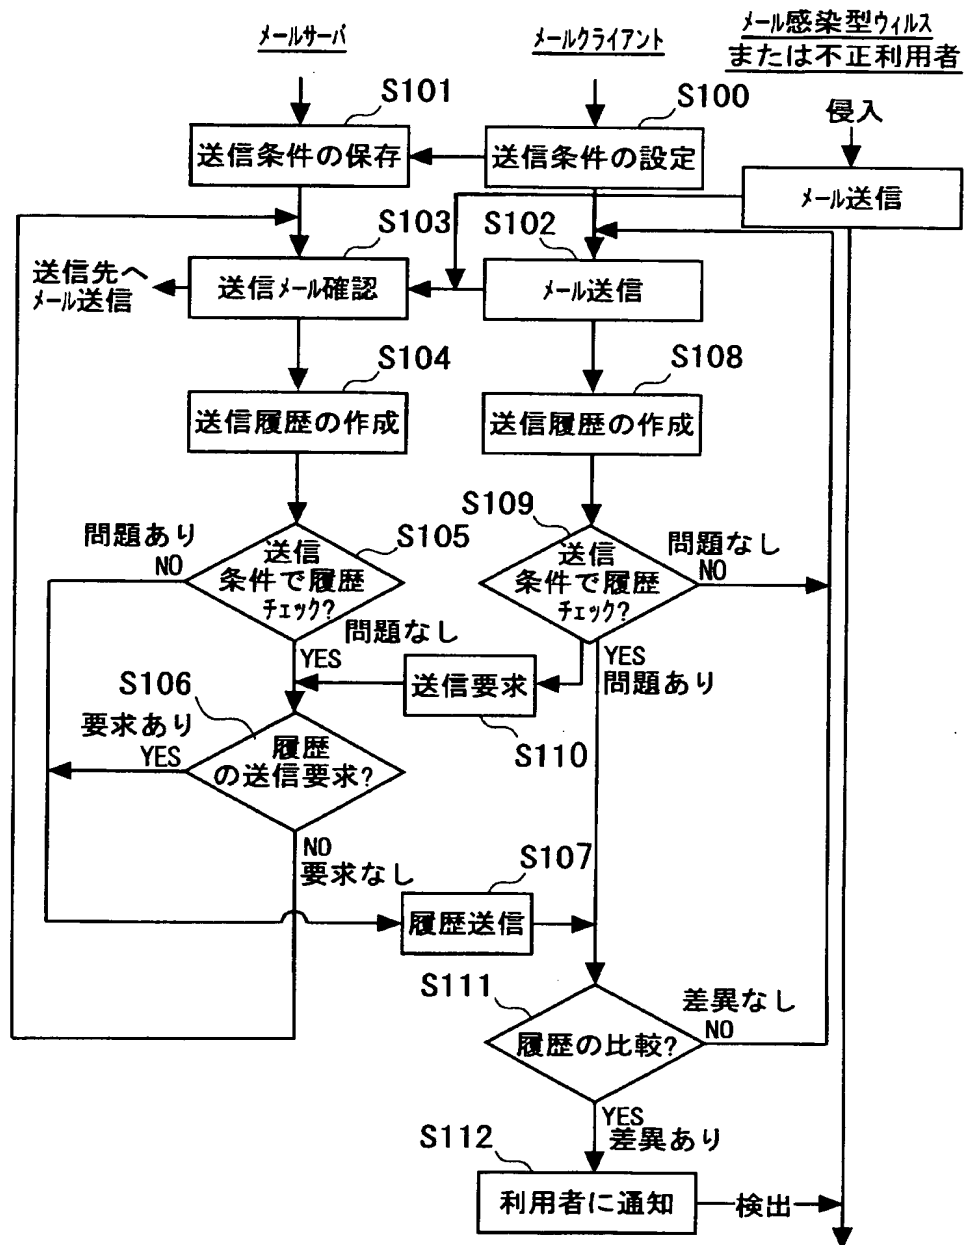 メールサーバ
メールクライアント
メール感染型ウィルス
または不正利用者
侵入
S101
S100
送信条件の保存
送信条件の設定
メール送信
S103
S102
送信先へ
メール送信
送信メール確認
メール送信
S104
S108
送信履歴の作成
送信履歴の作成
S105
S109
問題あり
NO
送信
条件で履歴
チェック?
送信
条件で履歴
チェック?
問題なし
NO
問題なし
YES
YES
問題あり
送信要求
S110
S106
要求あり
YES
履歴
の送信要求?
NO
要求なし
S107
履歴送信
S111
履歴の比較?
差異なし
NO
YES
差異あり
S112
利用者に通知
検出